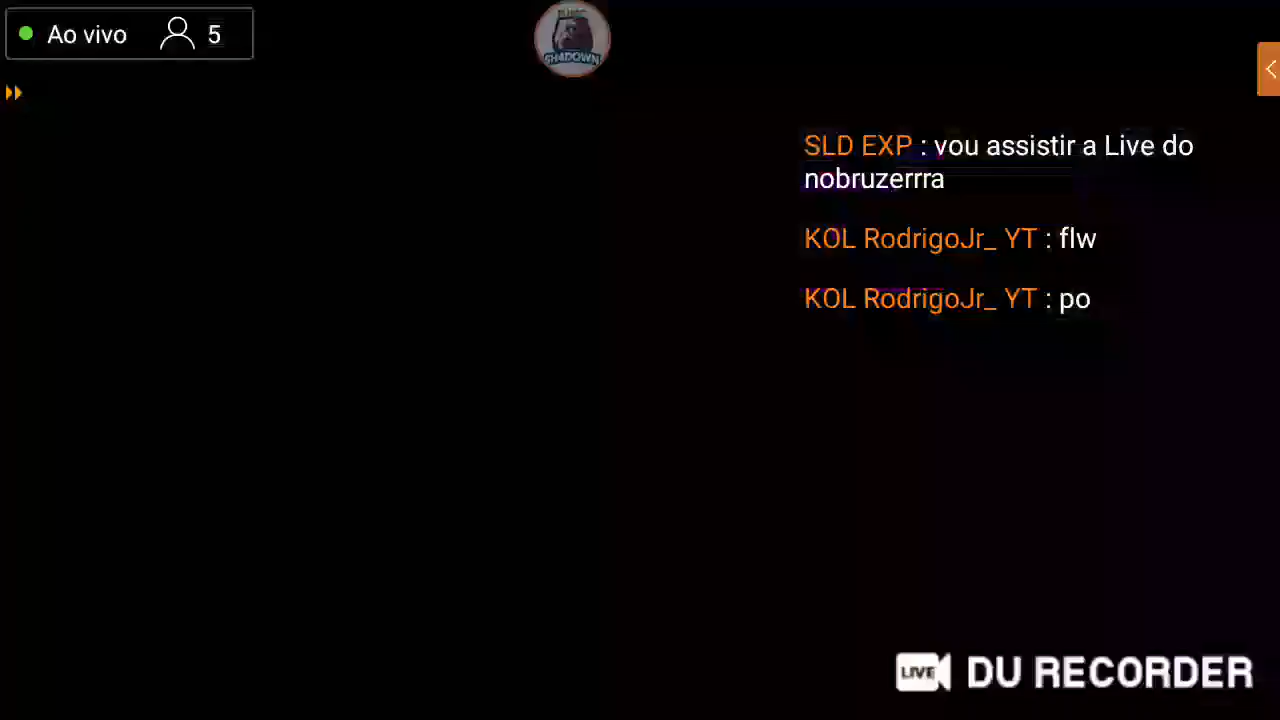 Ao vivo 5
SH4DOWN
SLD EXP : vou assistir a Live do
nobruzerrra
KOL RodrigoJr_ YT : flw
KOL RodrigoJr_ YT : po
LIVE DU RECORDER